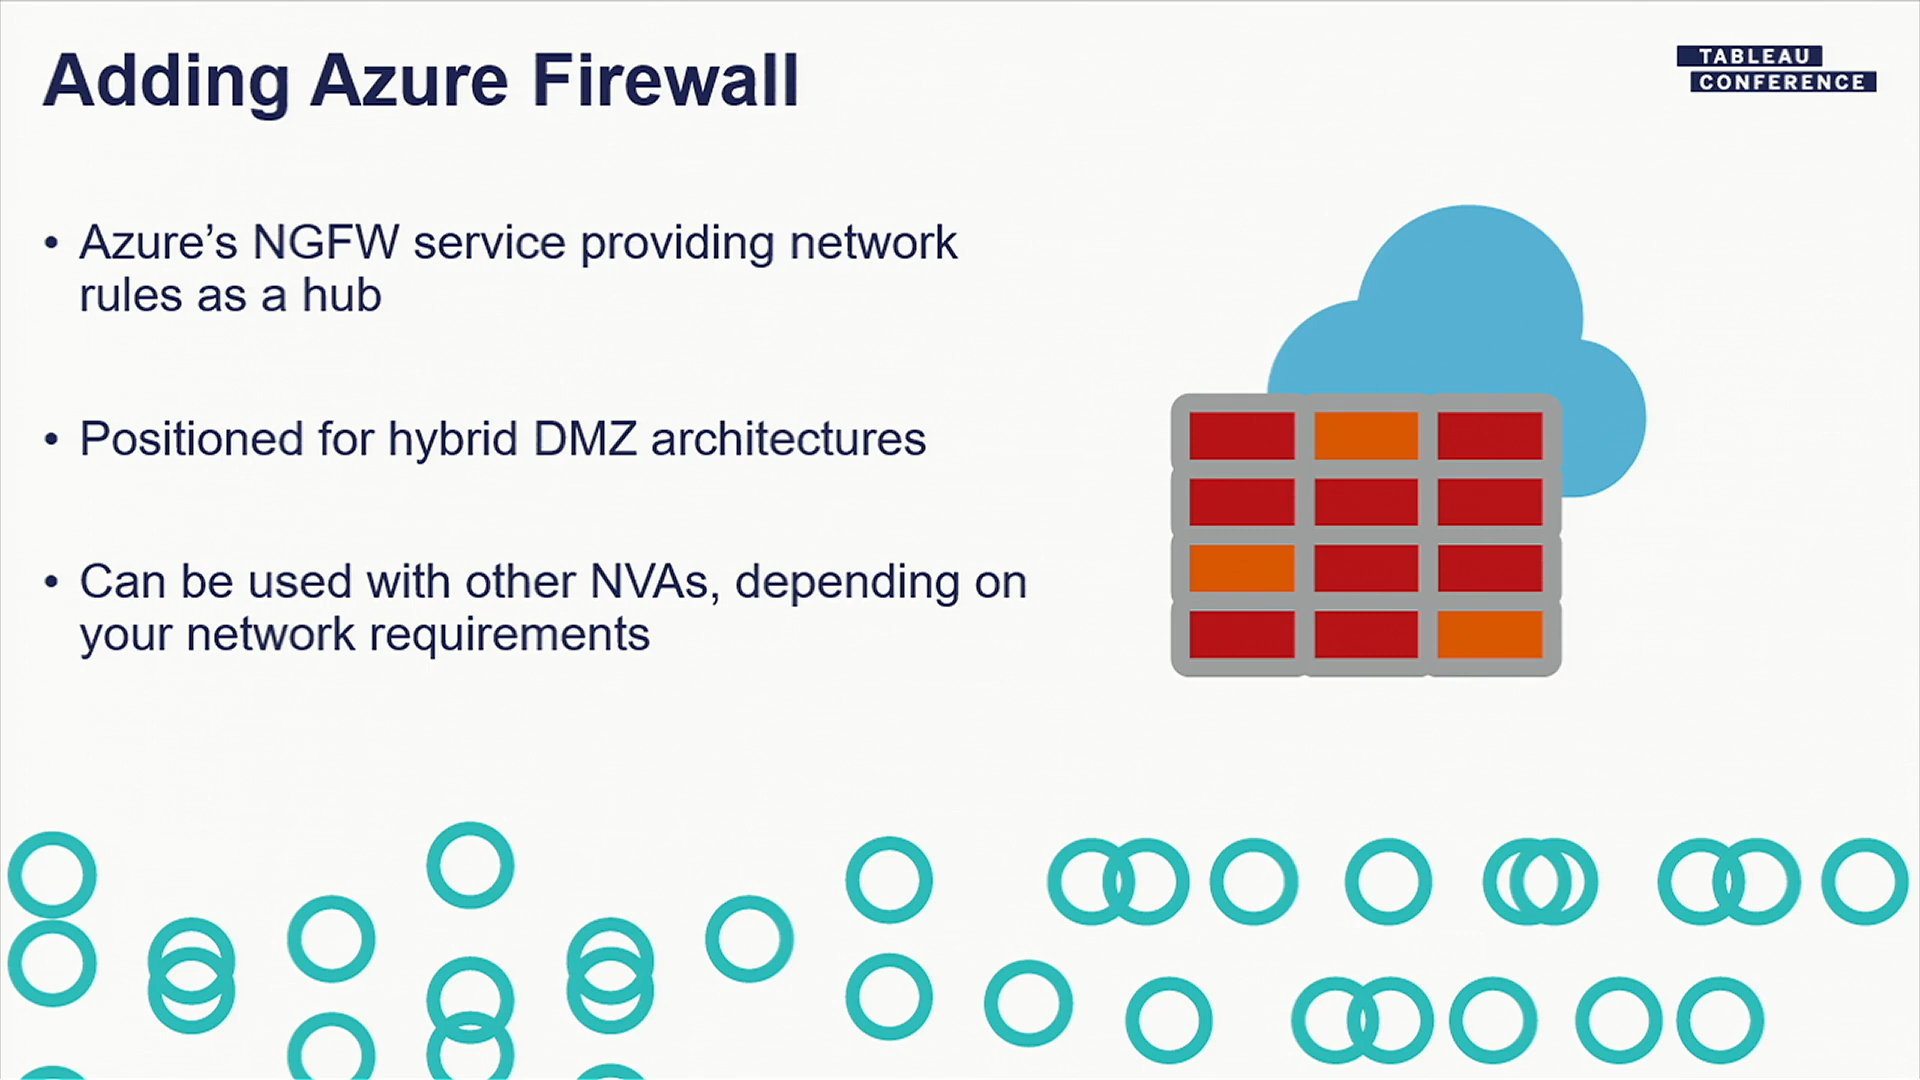 Adding Azure Firewall
TABLEAU
CONFERENCE
• Azure’s NGFW service providing network
rules as a hub
• Positioned for hybrid DMZ architectures
• Can be used with other NVAs, depending on
your network requirements